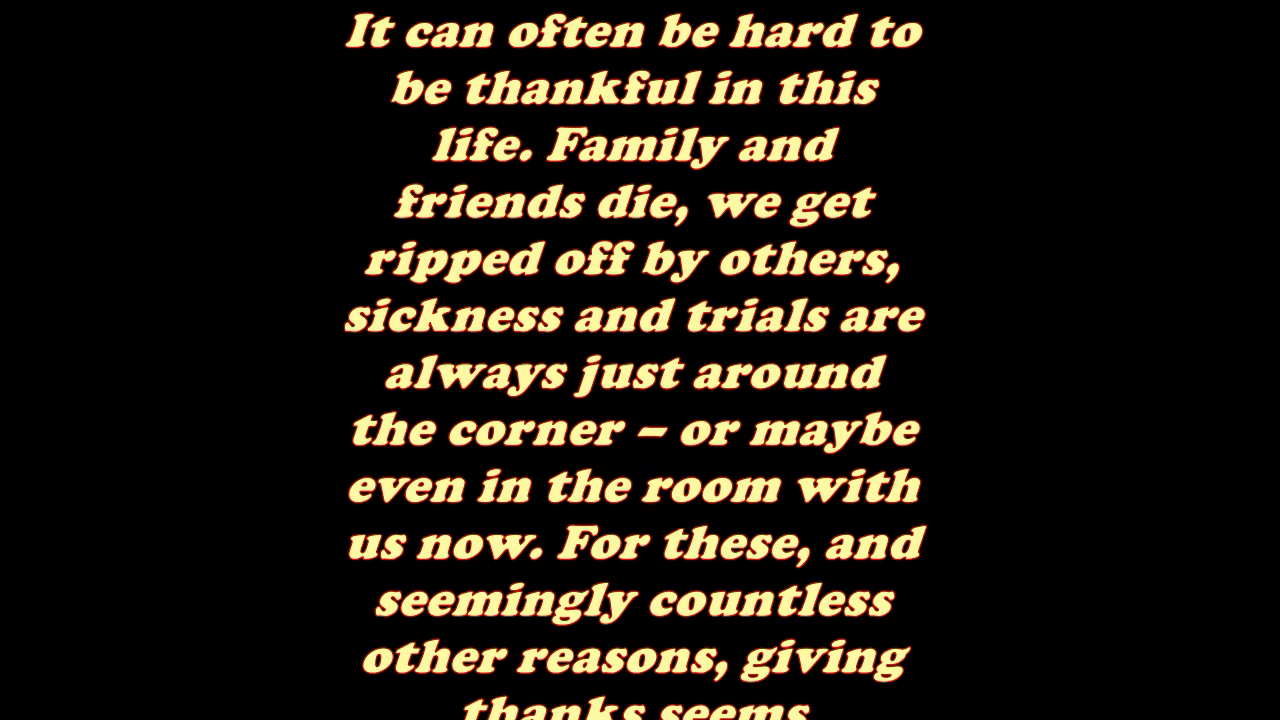 It can often be hard to
be thankful in this
life. Family and
friends die, we get
ripped off by others,
sickness and trials are
always just around
the corner – or maybe
even in the room with
us now. For these, and
seemingly countless
other reasons, giving
thanks seems